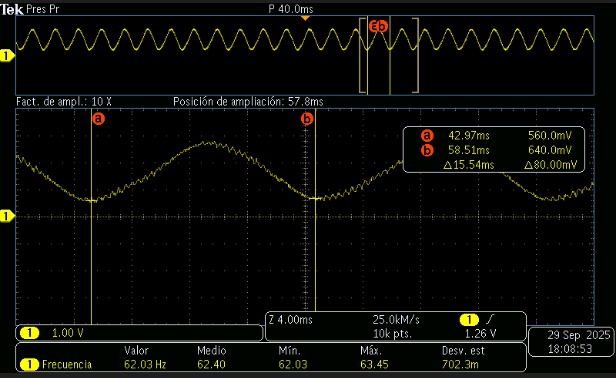 Tek Pres Pr P 40.0ms
Eb
1
Fact. de ampl.: 10 X Posición de ampliación: 57.8ms
a b
a 42.97ms 560.0mV
b 58.51ms 640.0mV
△15.54ms △80.00mV
1
1 1.00 V
Z 4.00ms 25.0kM/s 1 /
10k pts. 1.26 V
29 Sep 2025
18:08:53
Valor Medio Mín. Máx. Desv. est
1 Frecuencia 62.03 Hz 62.40 62.03 63.45 702.3m